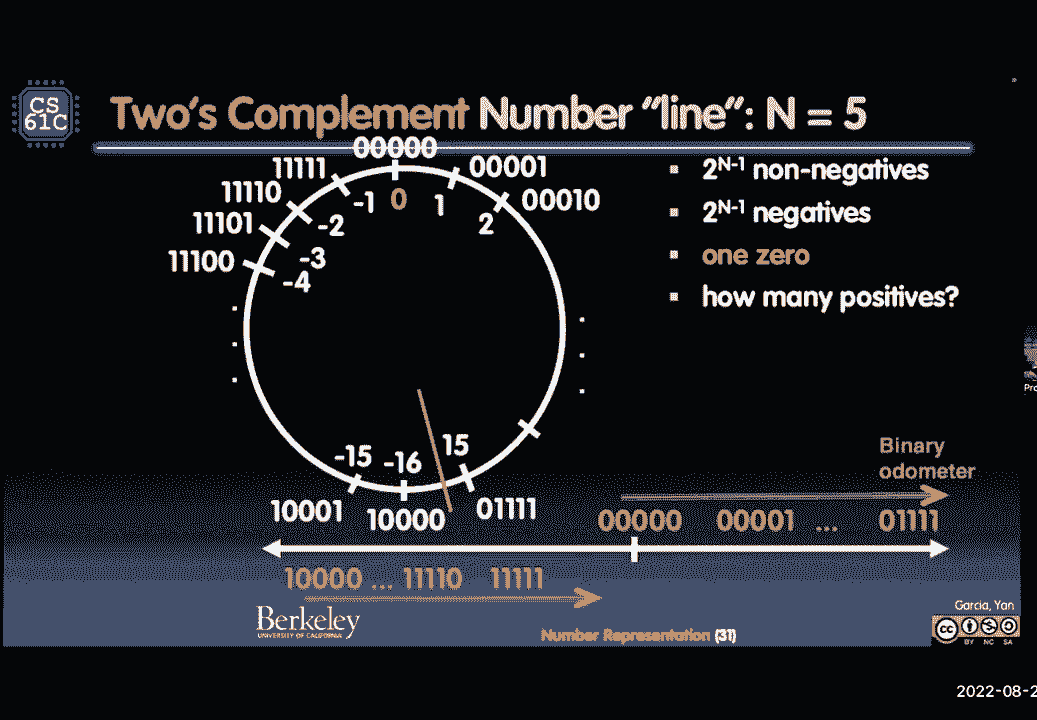 CS
61C
Two's Complement Number "line": N = 5
00000
11111
00001
11110
-1 0 1
00010
11101
-2
2
11100
-3
-4
2ᴺ⁻¹ non-negatives
2ᴺ⁻¹ negatives
one zero
how many positives?
-15 -16 15
10001 10000 01111
Binary
odometer
00000 00001 ... 01111
10000 ... 11110 11111
Berkeley
UNIVERSITY OF CALIFORNIA
Number Representation (31)
Garcia, Yan
cc
BY NC SA
2022-08-2